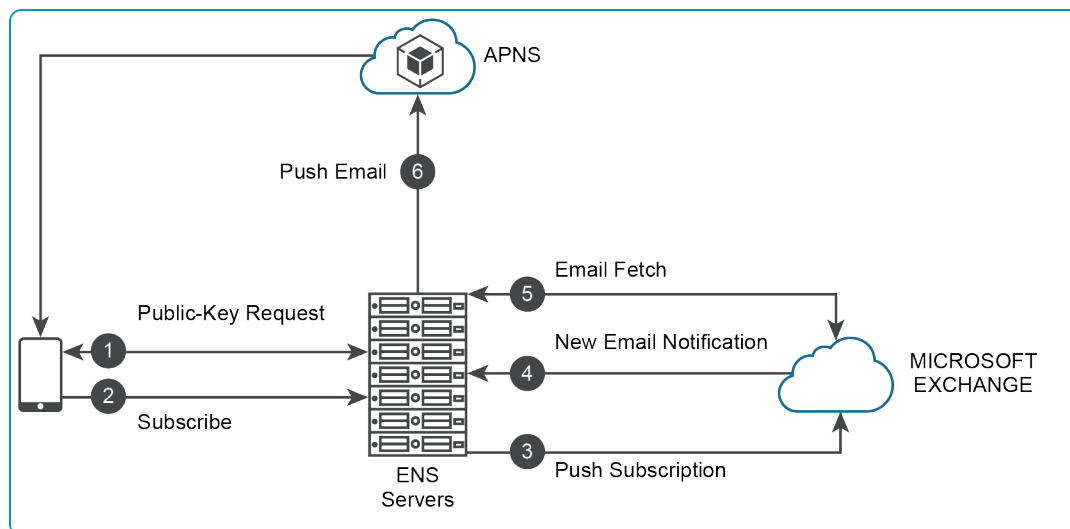 APNS
Push Email
6
Email Fetch
5
Public-Key Request
1
New Email Notification
4
MICROSOFT
EXCHANGE
2
Subscribe
3
Push Subscription
ENS
Servers